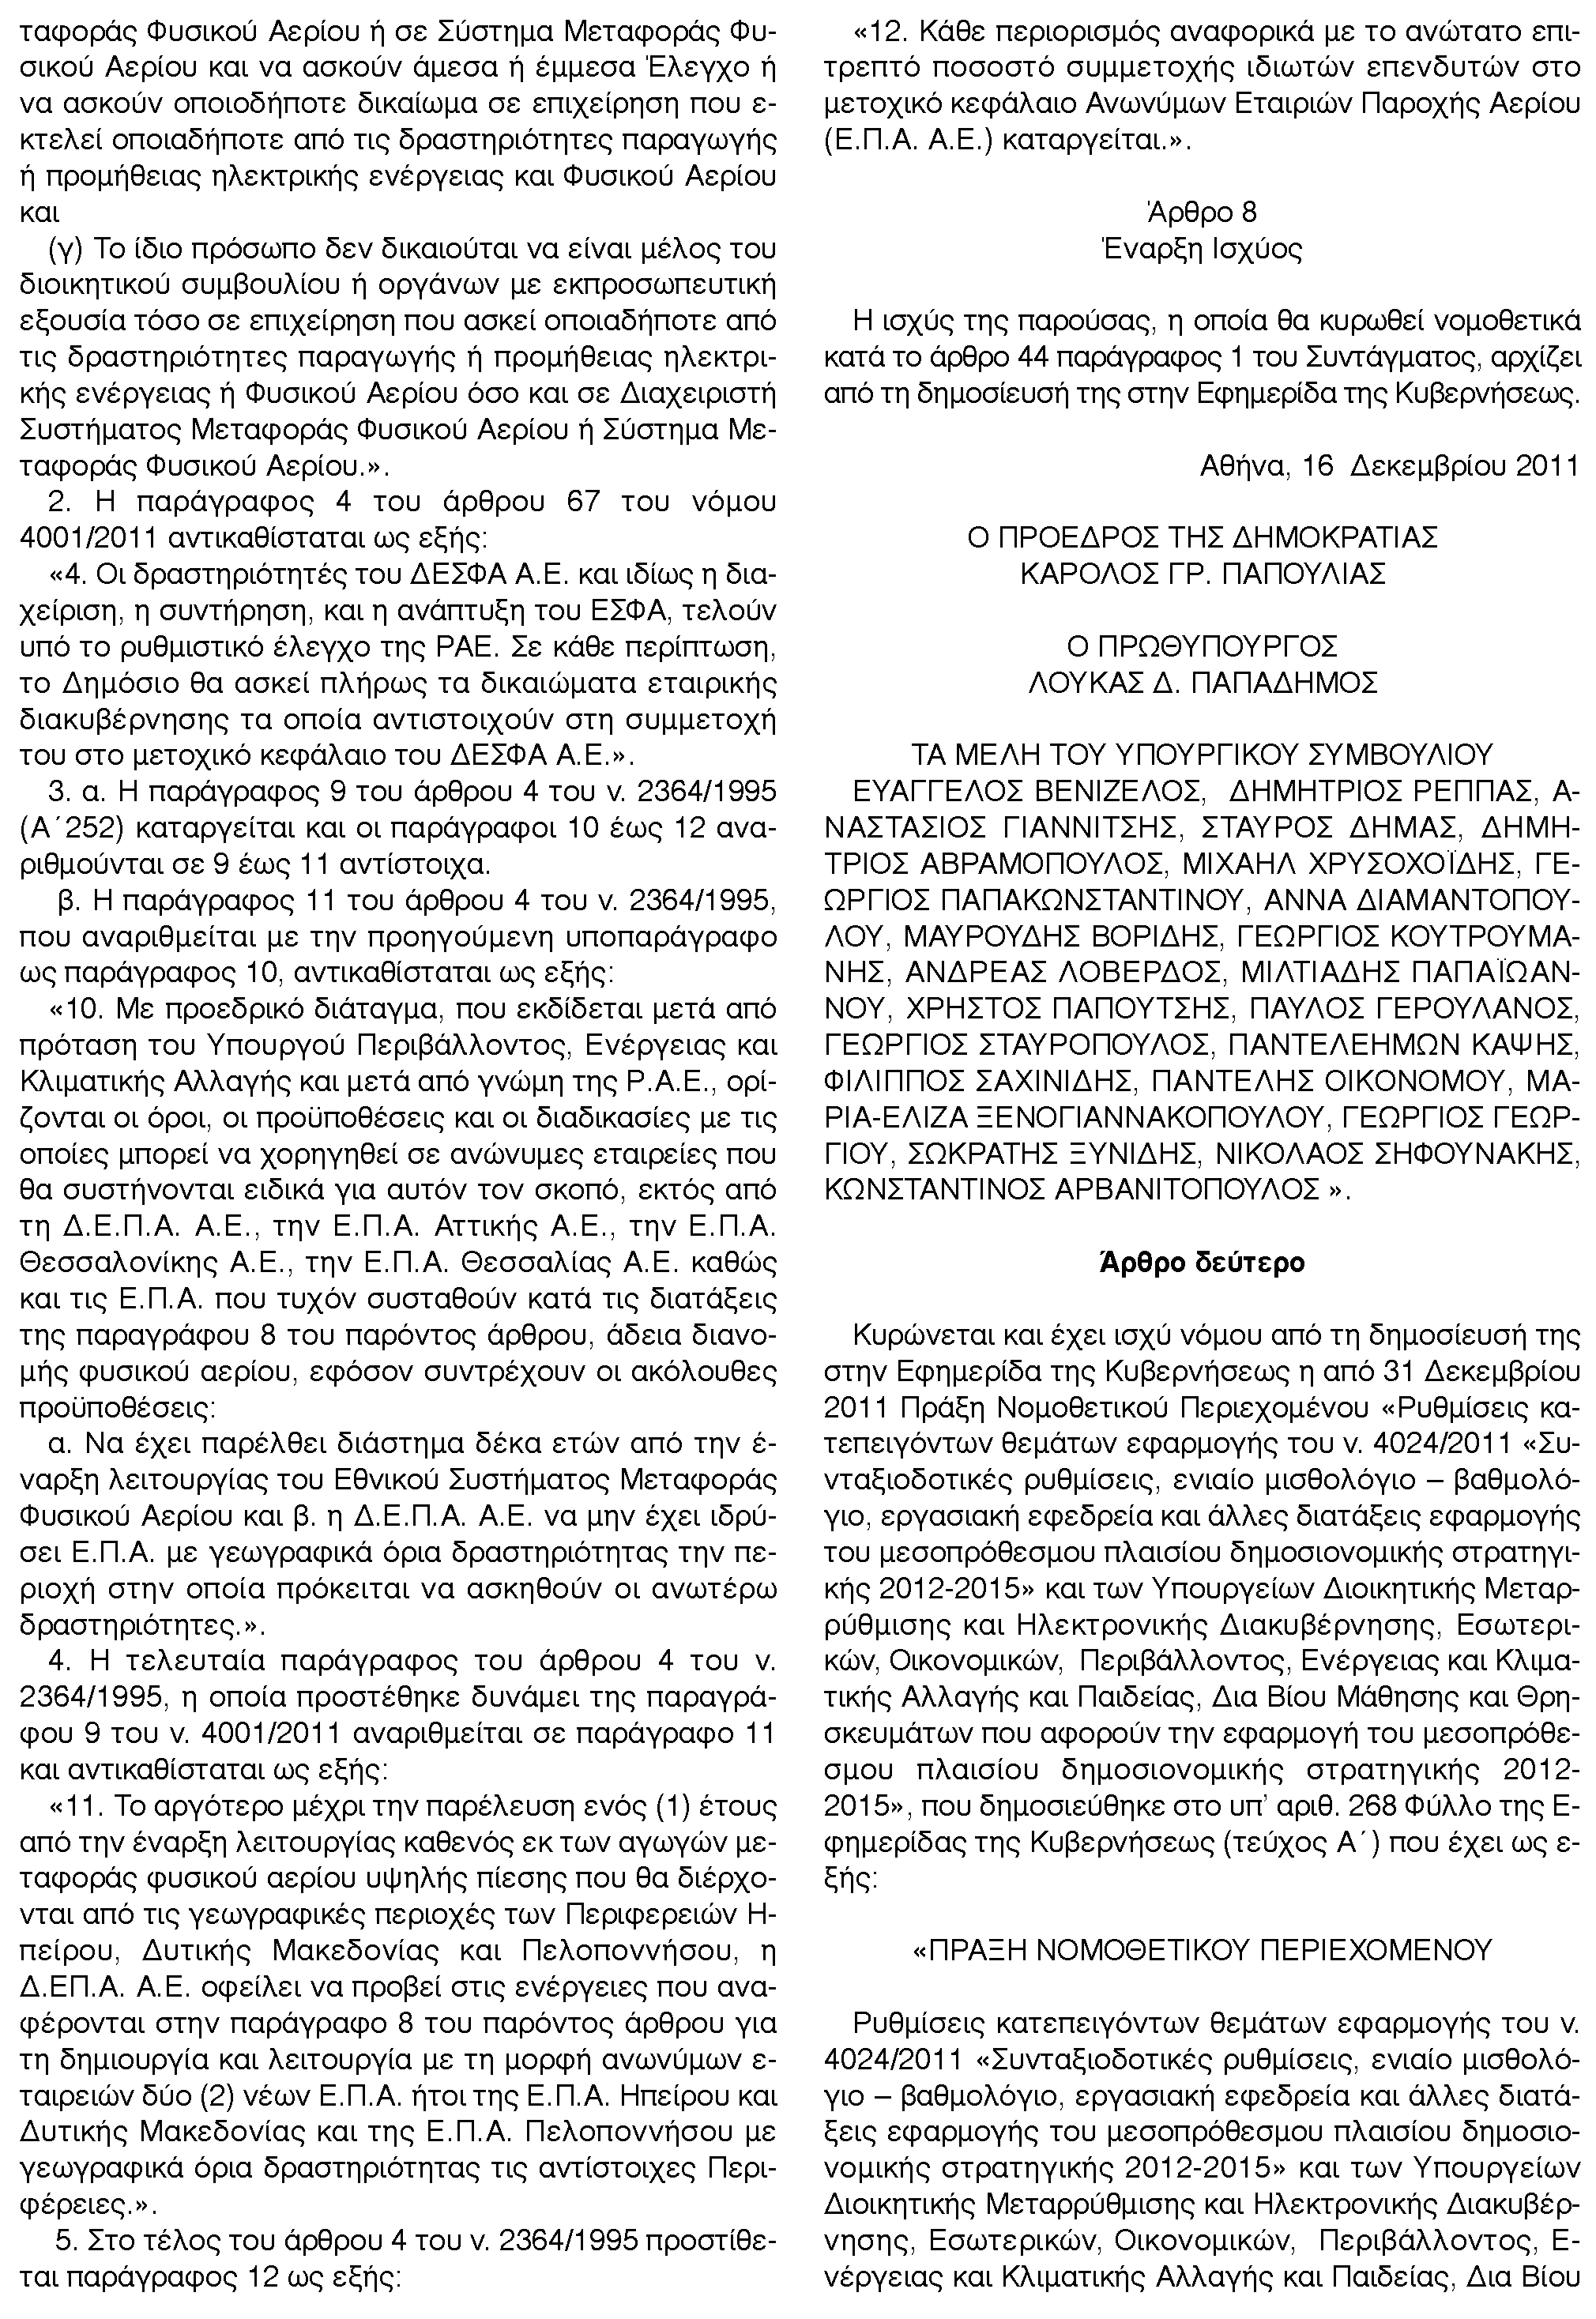 ταφοράς Φυσικού Αερίου ή σε Σύστημα Μεταφοράς Φυ-
σικού Αερίου και να ασκούν άμεσα ή έμμεσα Έλεγχο ή
να ασκούν οποιοδήποτε δικαίωμα σε επιχείρηση που ε-
κτελεί οποιαδήποτε από τις δραστηριότητες παραγωγής
ή προμήθειας ηλεκτρικής ενέργειας και Φυσικού Αερίου
και
(γ) Το ίδιο πρόσωπο δεν δικαιούται να είναι μέλος του
διοικητικού συμβουλίου ή οργάνων με εκπροσωπευτική
εξουσία τόσο σε επιχείρηση που ασκεί οποιαδήποτε από
τις δραστηριότητες παραγωγής ή προμήθειας ηλεκτρι-
κής ενέργειας ή Φυσικού Αερίου όσο και σε Διαχειριστή
Συστήματος Μεταφοράς Φυσικού Αερίου ή Σύστημα Με-
ταφοράς Φυσικού Αερίου.».
2. Η παράγραφος 4 του άρθρου 67 του νόμου
4001/2011 αντικαθίσταται ως εξής:
«4. Οι δραστηριότητές του ΔΕΣΦΑ Α.Ε. και ιδίως η δια-
χείριση, η συντήρηση, και η ανάπτυξη του ΕΣΦΑ, τελούν
υπό το ρυθμιστικό έλεγχο της ΡΑΕ. Σε κάθε περίπτωση,
το Δημόσιο θα ασκεί πλήρως τα δικαιώματα εταιρικής
διακυβέρνησης τα οποία αντιστοιχούν στη συμμετοχή
του στο μετοχικό κεφάλαιο του ΔΕΣΦΑ Α.Ε.».
3. α. Η παράγραφος 9 του άρθρου 4 του ν. 2364/1995
(Α΄252) καταργείται και οι παράγραφοι 10 έως 12 ανα-
ριθμούνται σε 9 έως 11 αντίστοιχα.
β. Η παράγραφος 11 του άρθρου 4 του ν. 2364/1995,
που αναριθμείται με την προηγούμενη υποπαράγραφο
ως παράγραφος 10, αντικαθίσταται ως εξής:
«10. Με προεδρικό διάταγμα, που εκδίδεται μετά από
πρόταση του Υπουργού Περιβάλλοντος, Ενέργειας και
Κλιματικής Αλλαγής και μετά από γνώμη της Ρ.Α.Ε., ορί-
ζονται οι όροι, οι προϋποθέσεις και οι διαδικασίες με τις
οποίες μπορεί να χορηγηθεί σε ανώνυμες εταιρείες που
θα συστήνονται ειδικά για αυτόν τον σκοπό, εκτός από
τη Δ.Ε.Π.Α. Α.Ε., την Ε.Π.Α. Αττικής Α.Ε., την Ε.Π.Α.
Θεσσαλονίκης Α.Ε., την Ε.Π.Α. Θεσσαλίας Α.Ε. καθώς
και τις Ε.Π.Α. που τυχόν συσταθούν κατά τις διατάξεις
της παραγράφου 8 του παρόντος άρθρου, άδεια διανο-
μής φυσικού αερίου, εφόσον συντρέχουν οι ακόλουθες
προϋποθέσεις:
α. Να έχει παρέλθει διάστημα δέκα ετών από την έ-
ναρξη λειτουργίας του Εθνικού Συστήματος Μεταφοράς
Φυσικού Αερίου και β. η Δ.Ε.Π.Α. Α.Ε. να μην έχει ιδρύ-
σει Ε.Π.Α. με γεωγραφικά όρια δραστηριότητας την πε-
ριοχή στην οποία πρόκειται να ασκηθούν οι ανωτέρω
δραστηριότητες.».
4. Η τελευταία παράγραφος του άρθρου 4 του ν.
2364/1995, η οποία προστέθηκε δυνάμει της παραγρά-
φου 9 του ν. 4001/2011 αναριθμείται σε παράγραφο 11
και αντικαθίσταται ως εξής:
«11. Το αργότερο μέχρι την παρέλευση ενός (1) έτους
από την έναρξη λειτουργίας καθενός εκ των αγωγών με-
ταφοράς φυσικού αερίου υψηλής πίεσης που θα διέρχο-
νται από τις γεωγραφικές περιοχές των Περιφερειών Η-
πείρου, Δυτικής Μακεδονίας και Πελοποννήσου, η
Δ.ΕΠ.Α. Α.Ε. οφείλει να προβεί στις ενέργειες που ανα-
φέρονται στην παράγραφο 8 του παρόντος άρθρου για
τη δημιουργία και λειτουργία με τη μορφή ανωνύμων ε-
ταιρειών δύο (2) νέων Ε.Π.Α. ήτοι της Ε.Π.Α. Ηπείρου και
Δυτικής Μακεδονίας και της Ε.Π.Α. Πελοποννήσου με
γεωγραφικά όρια δραστηριότητας τις αντίστοιχες Περι-
φέρειες.».
5. Στο τέλος του άρθρου 4 του ν. 2364/1995 προστίθε-
ται παράγραφος 12 ως εξής:
«12. Κάθε περιορισμός αναφορικά με το ανώτατο επι-
τρεπτό ποσοστό συμμετοχής ιδιωτών επενδυτών στο
μετοχικό κεφάλαιο Ανωνύμων Εταιριών Παροχής Αερίου
(Ε.Π.Α. Α.Ε.) καταργείται.».
Άρθρο 8
Έναρξη Ισχύος
Η ισχύς της παρούσας, η οποία θα κυρωθεί νομοθετικά
κατά το άρθρο 44 παράγραφος 1 του Συντάγματος, αρχίζει
από τη δημοσίευσή της στην Εφημερίδα της Κυβερνήσεως.
Αθήνα, 16 Δεκεμβρίου 2011
Ο ΠΡΟΕΔΡΟΣ ΤΗΣ ΔΗΜΟΚΡΑΤΙΑΣ
ΚΑΡΟΛΟΣ ΓΡ. ΠΑΠΟΥΛΙΑΣ
Ο ΠΡΩΘΥΠΟΥΡΓΟΣ
ΛΟΥΚΑΣ Δ. ΠΑΠΑΔΗΜΟΣ
ΤΑ ΜΕΛΗ ΤΟΥ ΥΠΟΥΡΓΙΚΟΥ ΣΥΜΒΟΥΛΙΟΥ
ΕΥΑΓΓΕΛΟΣ ΒΕΝΙΖΕΛΟΣ, ΔΗΜΗΤΡΙΟΣ ΡΕΠΠΑΣ, Α-
ΝΑΣΤΑΣΙΟΣ ΓΙΑΝΝΙΤΣΗΣ, ΣΤΑΥΡΟΣ ΔΗΜΑΣ, ΔΗΜΗ-
ΤΡΙΟΣ ΑΒΡΑΜΟΠΟΥΛΟΣ, ΜΙΧΑΗΛ ΧΡΥΣΟΧΟΪΔΗΣ, ΓΕ-
ΩΡΓΙΟΣ ΠΑΠΑΚΩΝΣΤΑΝΤΙΝΟΥ, ΑΝΝΑ ΔΙΑΜΑΝΤΟΠΟΥ-
ΛΟΥ, ΜΑΥΡΟΥΔΗΣ ΒΟΡΙΔΗΣ, ΓΕΩΡΓΙΟΣ ΚΟΥΤΡΟΥΜΑ-
ΝΗΣ, ΑΝΔΡΕΑΣ ΛΟΒΕΡΔΟΣ, ΜΙΛΤΙΑΔΗΣ ΠΑΠΑΪΩΑΝ-
ΝΟΥ, ΧΡΗΣΤΟΣ ΠΑΠΟΥΤΣΗΣ, ΠΑΥΛΟΣ ΓΕΡΟΥΛΑΝΟΣ,
ΓΕΩΡΓΙΟΣ ΣΤΑΥΡΟΠΟΥΛΟΣ, ΠΑΝΤΕΛΕΗΜΩΝ ΚΑΨΗΣ,
ΦΙΛΙΠΠΟΣ ΣΑΧΙΝΙΔΗΣ, ΠΑΝΤΕΛΗΣ ΟΙΚΟΝΟΜΟΥ, ΜΑ-
ΡΙΑ-ΕΛΙΖΑ ΞΕΝΟΓΙΑΝΝΑΚΟΠΟΥΛΟΥ, ΓΕΩΡΓΙΟΣ ΓΕΩΡ-
ΓΙΟΥ, ΣΩΚΡΑΤΗΣ ΞΥΝΙΔΗΣ, ΝΙΚΟΛΑΟΣ ΣΗΦΟΥΝΑΚΗΣ,
ΚΩΝΣΤΑΝΤΙΝΟΣ ΑΡΒΑΝΙΤΟΠΟΥΛΟΣ ».
Άρθρο δεύτερο
Κυρώνεται και έχει ισχύ νόμου από τη δημοσίευσή της
στην Εφημερίδα της Κυβερνήσεως η από 31 Δεκεμβρίου
2011 Πράξη Νομοθετικού Περιεχομένου «Ρυθμίσεις κα-
τεπειγόντων θεμάτων εφαρμογής του ν. 4024/2011 «Συ-
νταξιοδοτικές ρυθμίσεις, ενιαίο μισθολόγιο – βαθμολό-
γιο, εργασιακή εφεδρεία και άλλες διατάξεις εφαρμογής
του μεσοπρόθεσμου πλαισίου δημοσιονομικής στρατηγι-
κής 2012-2015» και των Υπουργείων Διοικητικής Μεταρ-
ρύθμισης και Ηλεκτρονικής Διακυβέρνησης, Εσωτερι-
κών, Οικονομικών, Περιβάλλοντος, Ενέργειας και Κλιμα-
τικής Αλλαγής και Παιδείας, Δια Βίου Μάθησης και Θρη-
σκευμάτων που αφορούν την εφαρμογή του μεσοπρόθε-
σμου πλαισίου δημοσιονομικής στρατηγικής 2012-
2015», που δημοσιεύθηκε στο υπ’ αριθ. 268 Φύλλο της Ε-
φημερίδας της Κυβερνήσεως (τεύχος Α΄) που έχει ως ε-
ξής:
«ΠΡΑΞΗ ΝΟΜΟΘΕΤΙΚΟΥ ΠΕΡΙΕΧΟΜΕΝΟΥ
Ρυθμίσεις κατεπειγόντων θεμάτων εφαρμογής του ν.
4024/2011 «Συνταξιοδοτικές ρυθμίσεις, ενιαίο μισθολό-
γιο – βαθμολόγιο, εργασιακή εφεδρεία και άλλες διατά-
ξεις εφαρμογής του μεσοπρόθεσμου πλαισίου δημοσιο-
νομικής στρατηγικής 2012-2015» και των Υπουργείων
Διοικητικής Μεταρρύθμισης και Ηλεκτρονικής Διακυβέρ-
νησης, Εσωτερικών, Οικονομικών, Περιβάλλοντος, Ε-
νέργειας και Κλιματικής Αλλαγής και Παιδείας, Δια Βίου